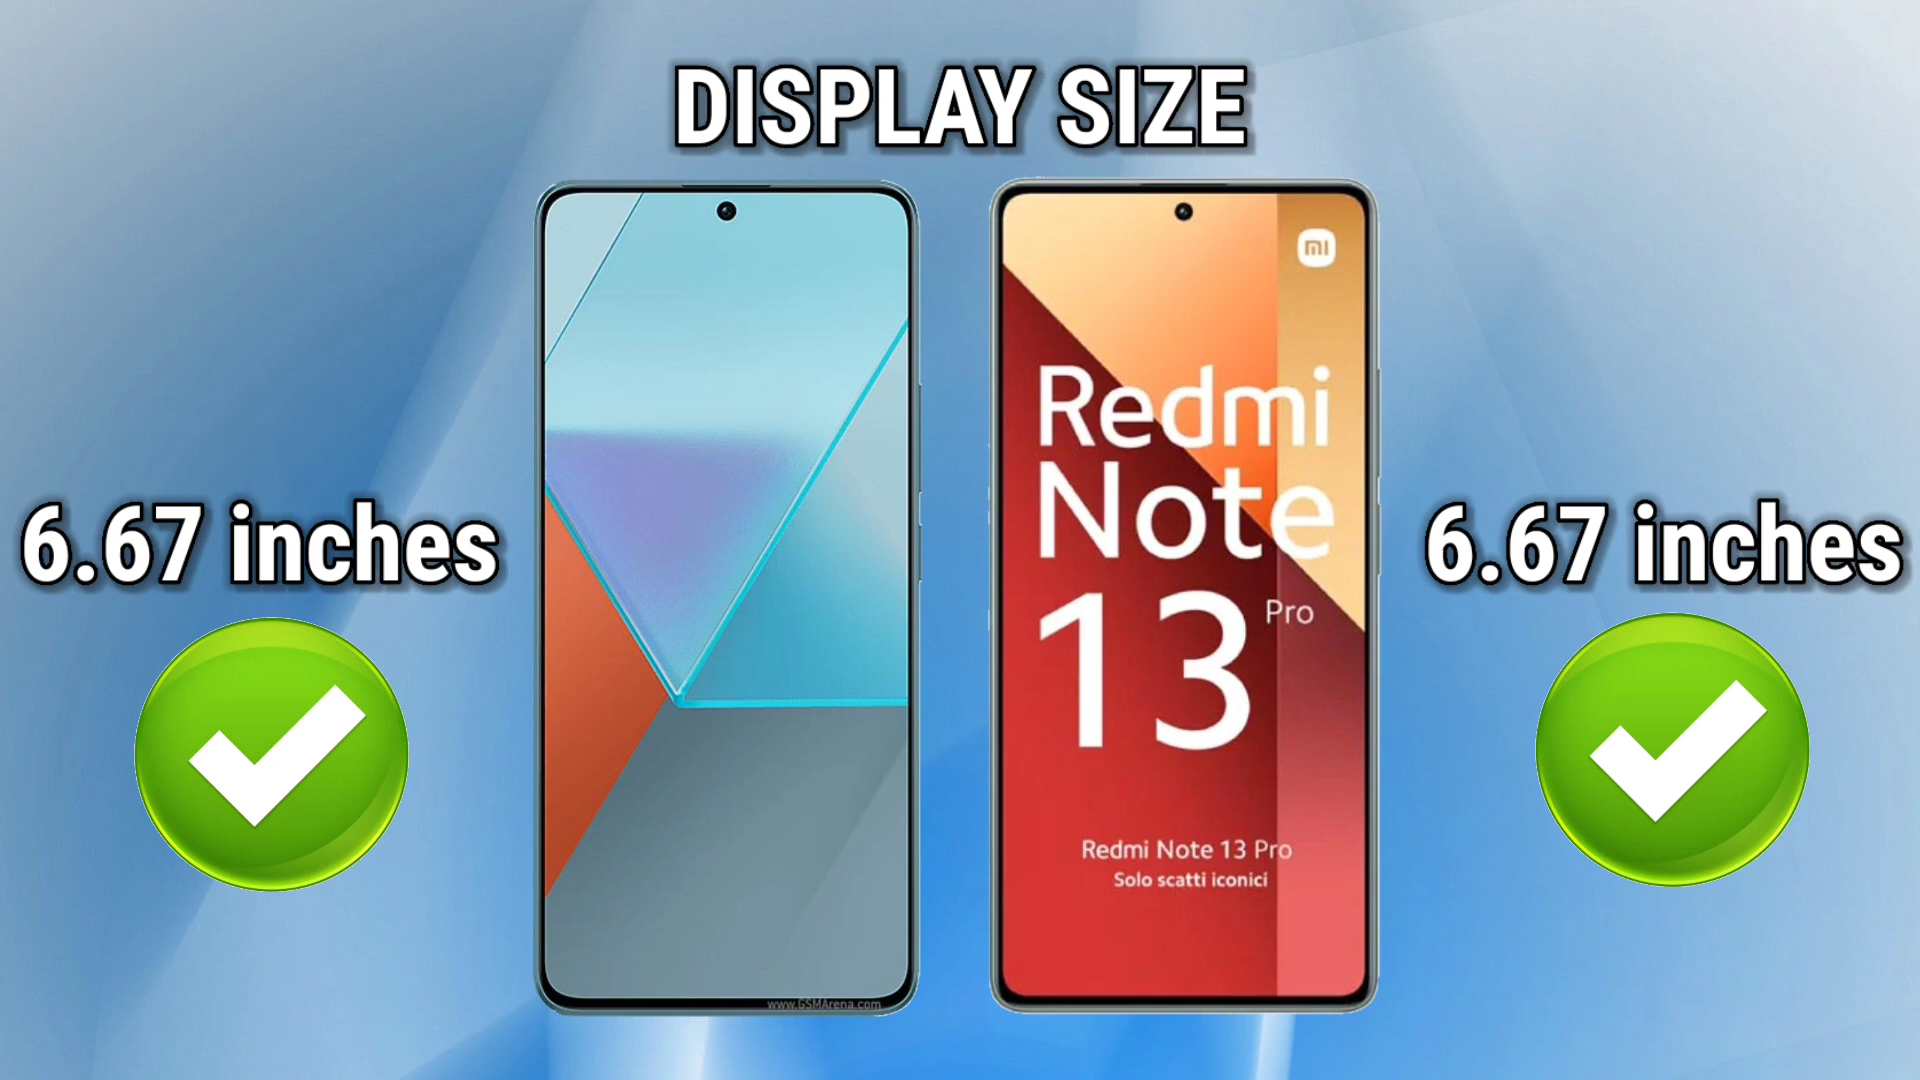 DISPLAY SIZE
6.67 inches
6.67 inches
mi
Redmi
Note
13 Pro
Redmi Note 13 Pro
Solo scatti iconici
www.GSMArena.com